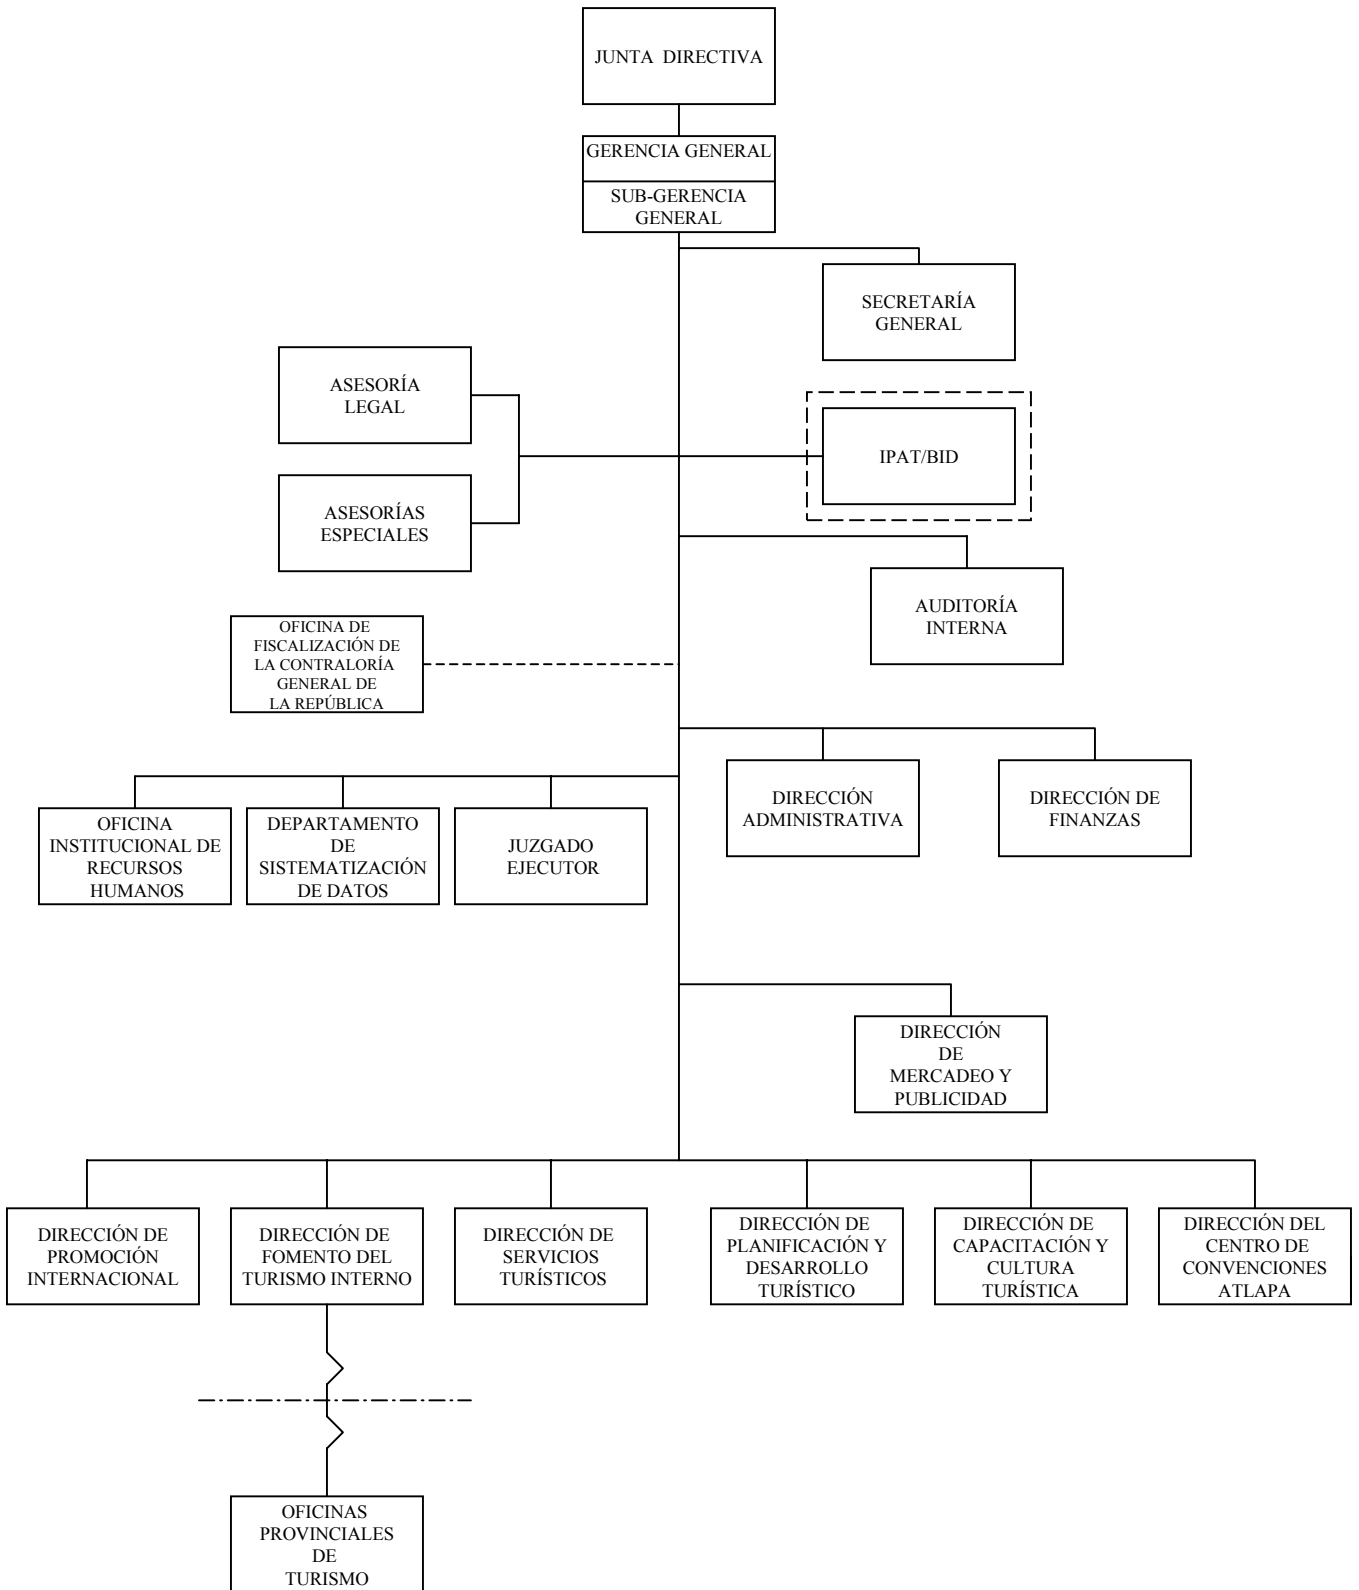 JUNTA DIRECTIVA
GERENCIA GENERAL
SUB-GERENCIA
GENERAL
SECRETARÍA
GENERAL
ASESORÍA
LEGAL
IPAT/BID
ASESORÍAS
ESPECIALES
AUDITORÍA
INTERNA
OFICINA DE
FISCALIZACIÓN DE
LA CONTRALORÍA
GENERAL DE
LA REPÚBLICA
DIRECCIÓN
ADMINISTRATIVA
DIRECCIÓN DE
FINANZAS
OFICINA
INSTITUCIONAL DE
RECURSOS
HUMANOS
DEPARTAMENTO
DE
SISTEMATIZACIÓN
DE DATOS
JUZGADO
EJECUTOR
DIRECCIÓN
DE
MERCADEO Y
PUBLICIDAD
DIRECCIÓN DE
PROMOCIÓN
INTERNACIONAL
DIRECCIÓN DE
FOMENTO DEL
TURISMO INTERNO
DIRECCIÓN DE
SERVICIOS
TURÍSTICOS
DIRECCIÓN DE
PLANIFICACIÓN Y
DESARROLLO
TURÍSTICO
DIRECCIÓN DE
CAPACITACIÓN Y
CULTURA
TURÍSTICA
DIRECCIÓN DEL
CENTRO DE
CONVENCIONES
ATLAPA
OFICINAS
PROVINCIALES
DE
TURISMO